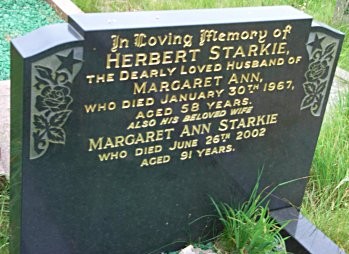 In Loving Memory of
HERBERT STARKIE,
THE DEARLY LOVED HUSBAND OF
MARGARET ANN,
WHO DIED JANUARY 30TH 1967,
AGED 58 YEARS.
ALSO HIS BELOVED WIFE
MARGARET ANN STARKIE
WHO DIED JUNE 26TH 2002
AGED 91 YEARS.